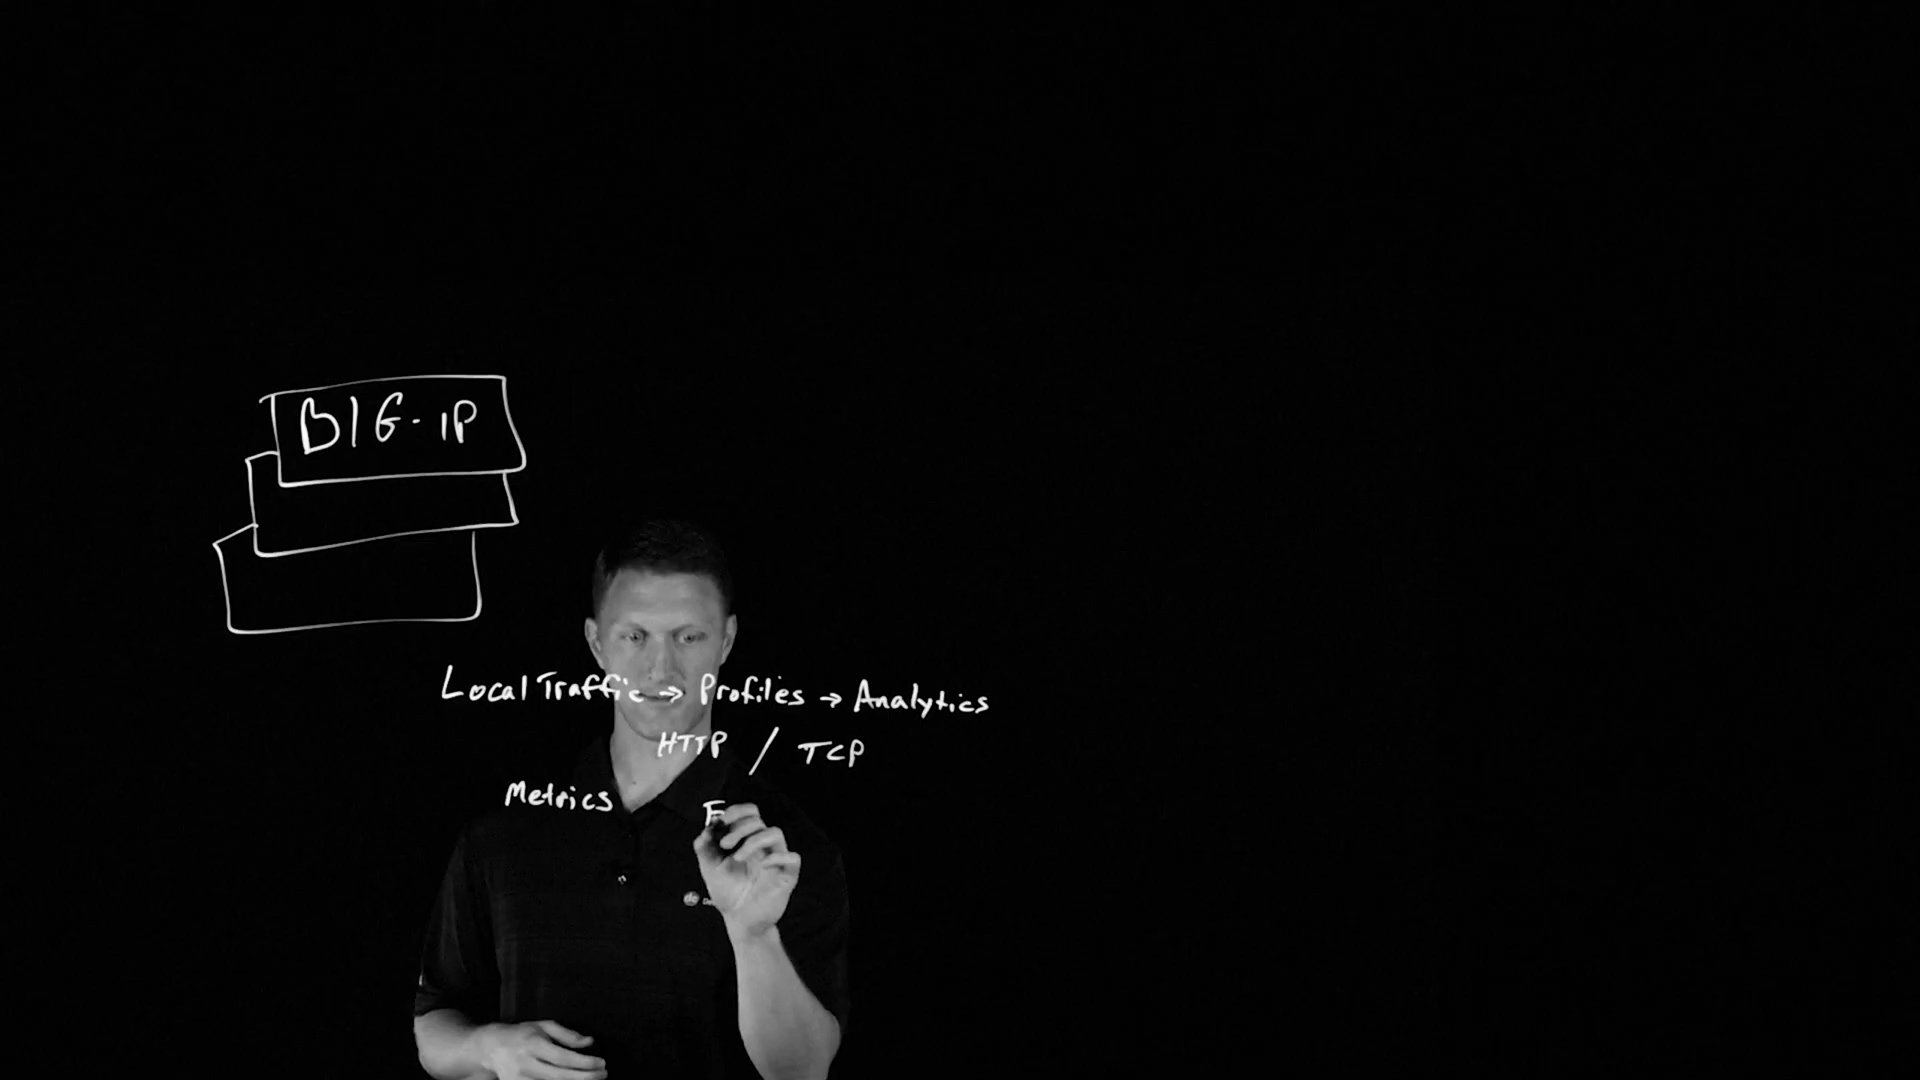 BIG-IP
Local Traffic → Profiles → Analytics
HTTP / TCP
Metrics